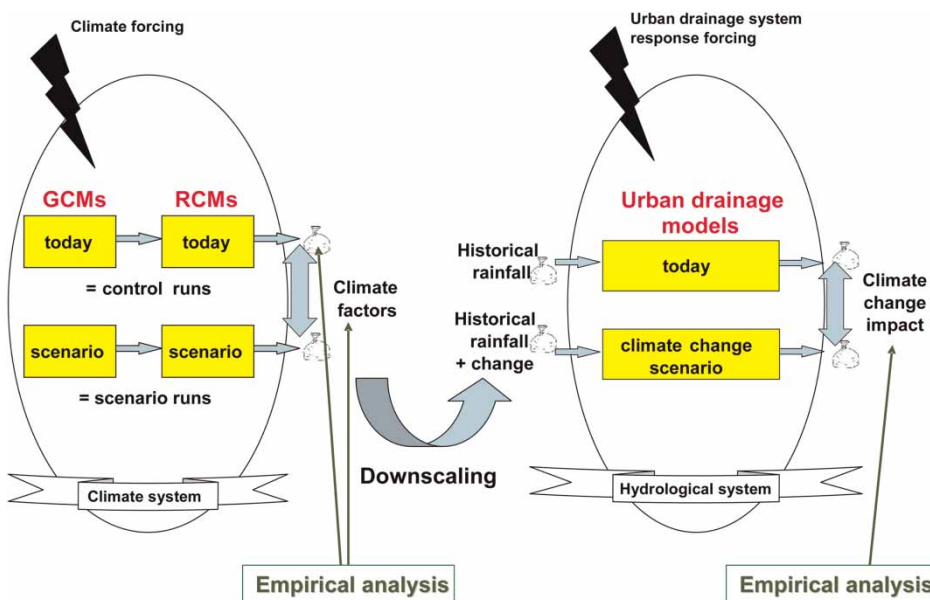 Climate forcing
GCMs
RCMs
today
today
= control runs
scenario
scenario
= scenario runs
Climate
factors
Climate system
Downscaling
Urban drainage system
response forcing
Urban drainage
models
Historical
rainfall
today
Historical
rainfall
+ change
climate change
scenario
Climate
change
impact
Hydrological system
Empirical analysis
Empirical analysis